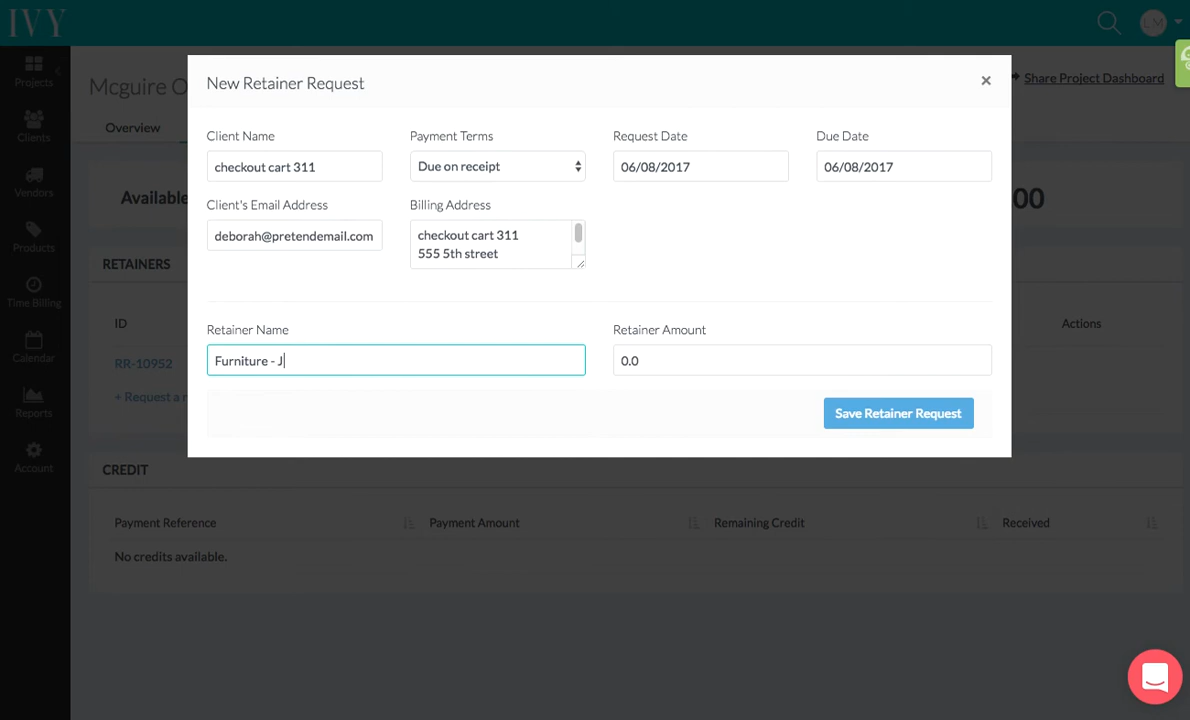 IVY
LM
Projects
Clients
Vendors
Products
Time Billing
Calendar
Reports
Account
Mcguire O
Share Project Dashboard
Overview
Available
00
RETAINERS
ID
Actions
RR-10952
+ Request a r
New Retainer Request
×
Client Name
Payment Terms
Request Date
Due Date
checkout cart 311
Due on receipt
06/08/2017
06/08/2017
Client's Email Address
Billing Address
deborah@pretendemail.com
checkout cart 311
555 5th street
Retainer Name
Retainer Amount
Furniture - J
0.0
Save Retainer Request
CREDIT
Payment Reference
Payment Amount
Remaining Credit
Received
No credits available.